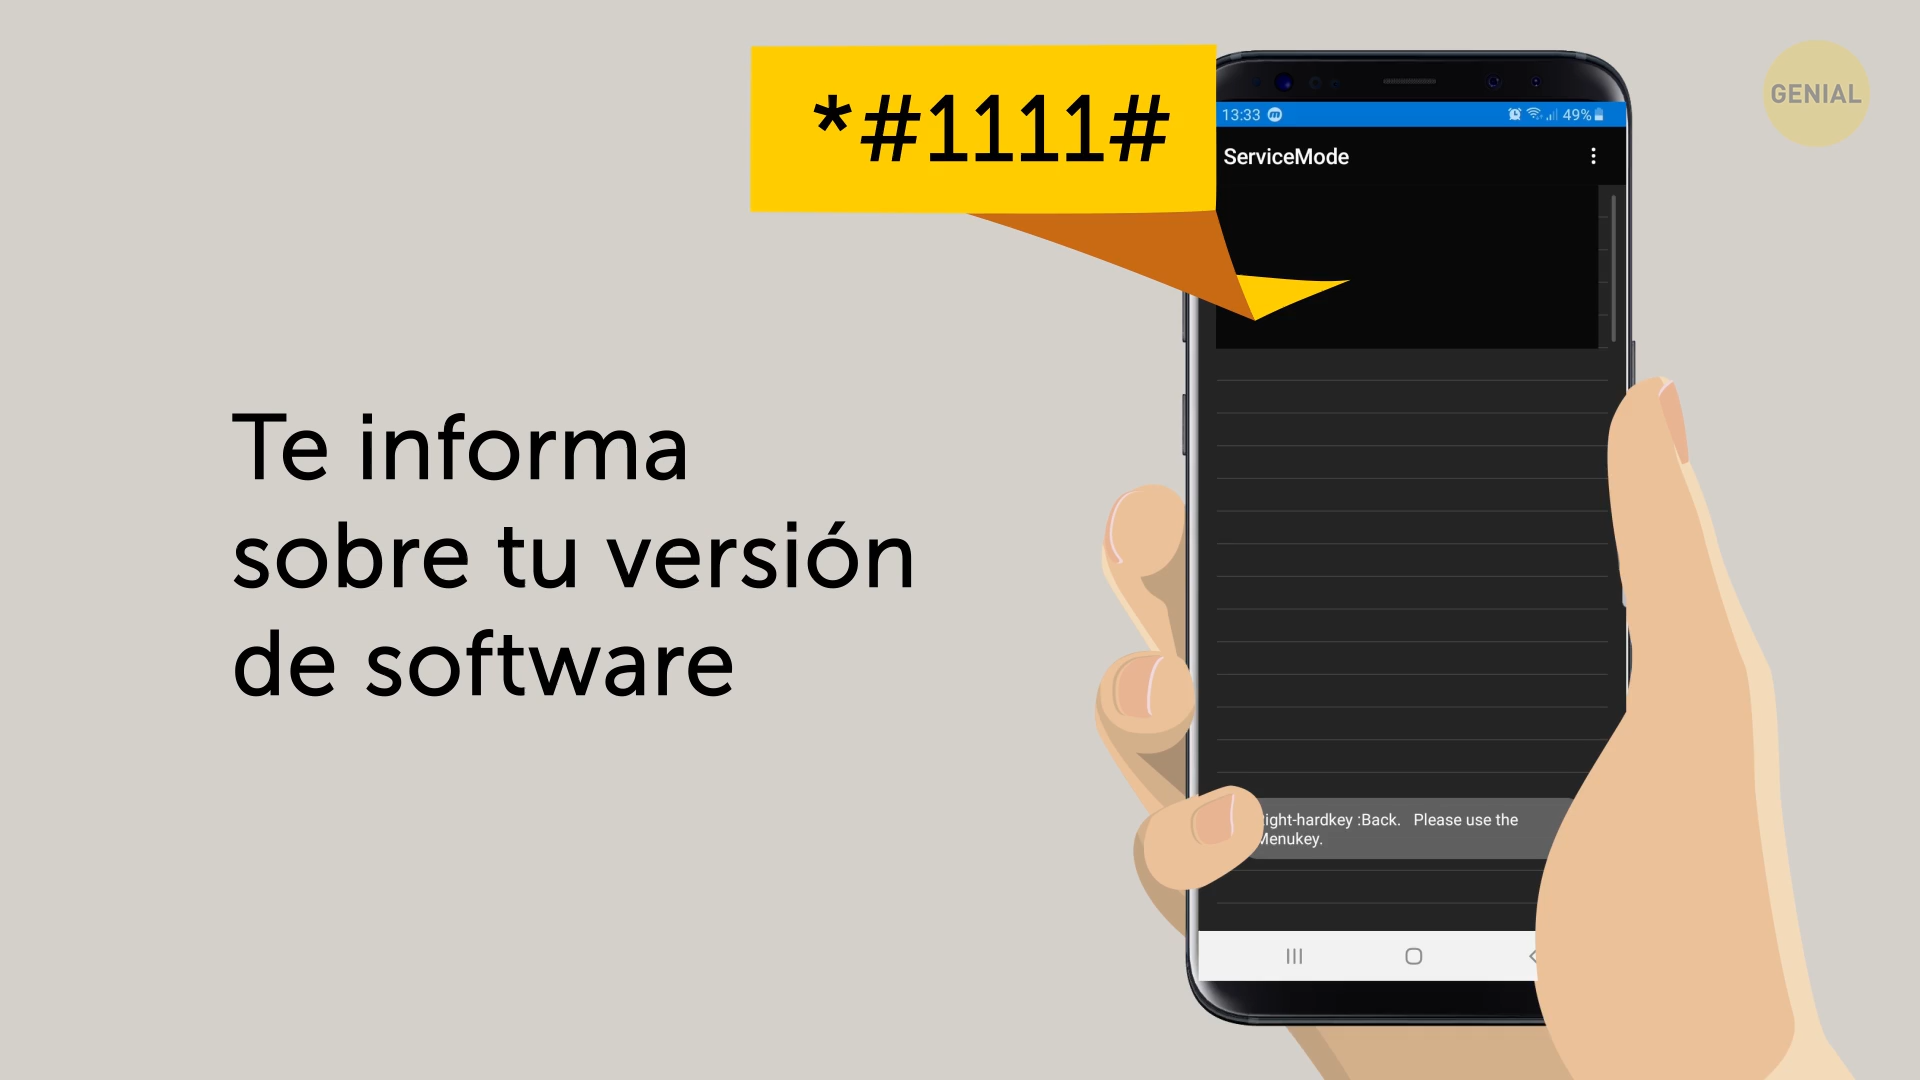 *#1111#
GENIAL
13:33
49%
ServiceMode
Te informa
sobre tu versión
de software
ight-hardkey :Back. Please use the
Menukey.